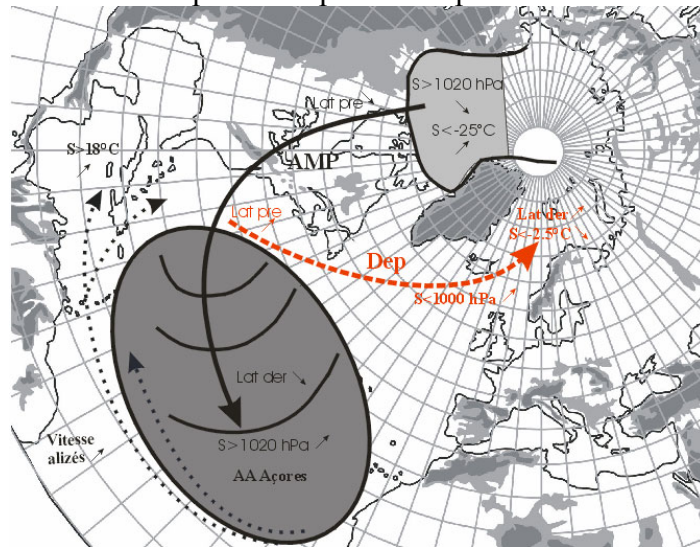 S>1020 hPa
S<-25°C
Lat pre
S>18°C
AMP
Lat pre
Lat der
S<-2.5°C
Dep
S<1000 hPa
Lat der
S>1020 hPa
AA Açores
Vitesse
alizés